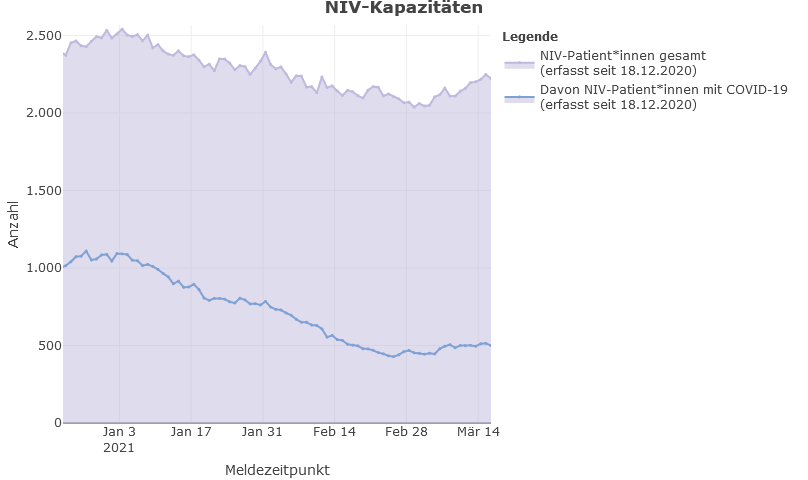 NIV-Kapazitäten
Legende
NIV-Patient*innen gesamt
(erfasst seit 18.12.2020)
Davon NIV-Patient*innen mit COVID-19
(erfasst seit 18.12.2020)
Anzahl
2.500
2.000
1.500
1.000
500
0
Jan 3
2021
Jan 17
Jan 31
Feb 14
Feb 28
Mär 14
Meldezeitpunkt